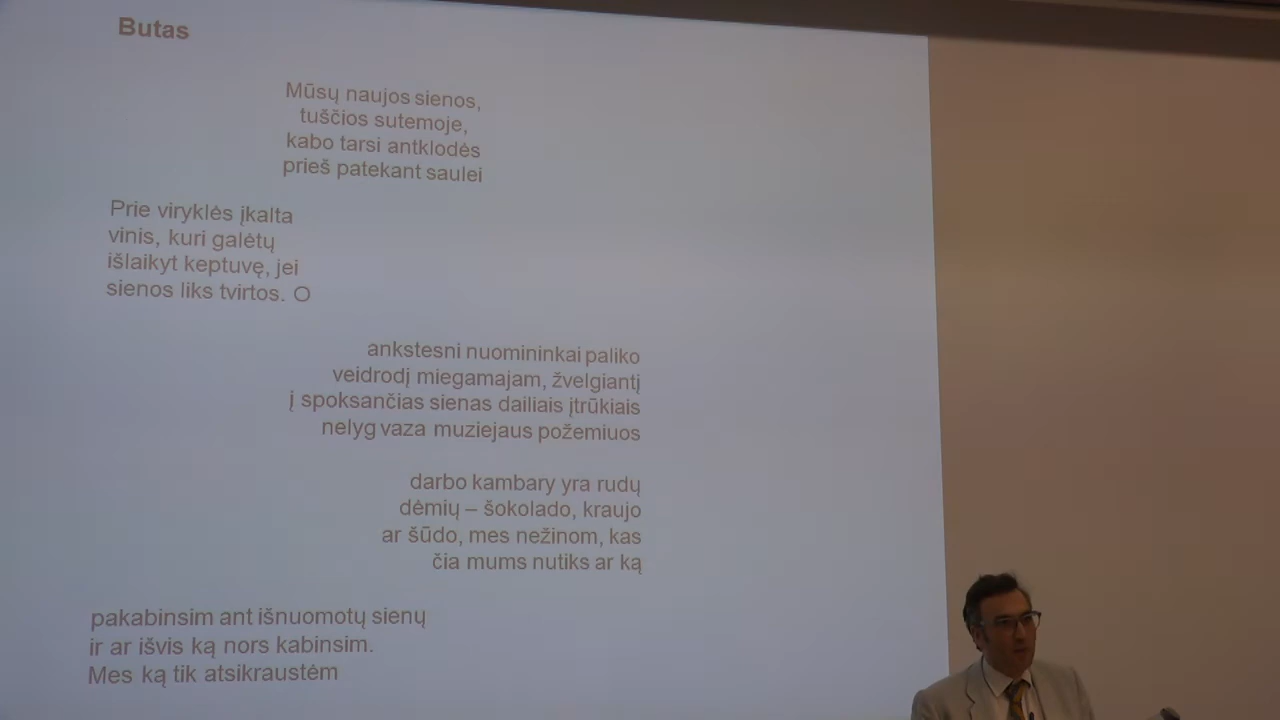 Butas
Mūsų naujos sienos,
tuščios sutemoje,
kabo tarsi antklodės
prieš patekant saulei
Prie viryklės įkalta
vinis, kuri galėtų
išlaikyt keptuvę, jei
sienos liks tvirtos. O
ankstesni nuomininkai paliko
veidrodį miegamajam, žvelgiantį
į spoksančias sienas dailiais įtrūkiais
nelyg vaza muziejaus požemiuos
darbo kambary yra rudų
dėmių – šokolado, kraujo
ar šūdo, mes nežinom, kas
čia mums nutiks ar ką
pakabinsim ant išnuomotų sienų
ir ar išvis ką nors kabinsim.
Mes ką tik atsikraustėm